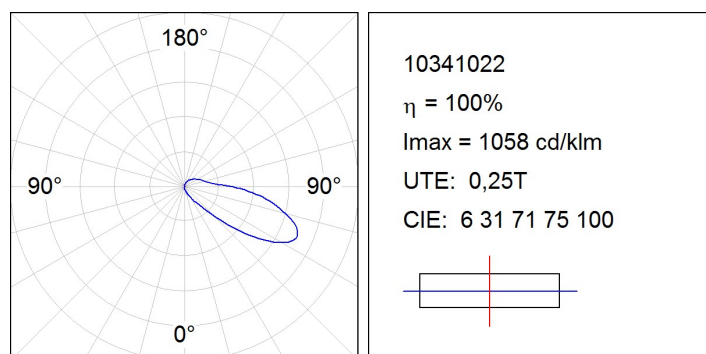 180°
90°
90°
0°
10341022
η = 100%
Imax = 1058 cd/klm
UTE: 0,25T
CIE: 6 31 71 75 100